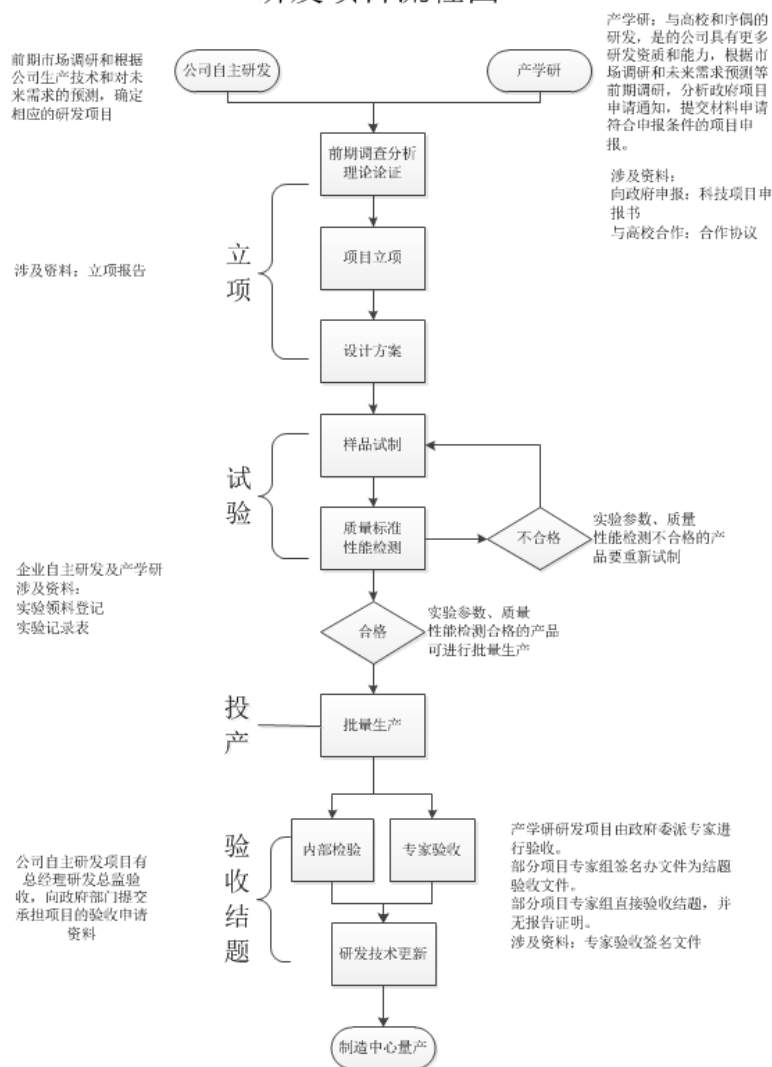 研发项目流程图
前期市场调研和根据
公司生产技术和对未
来需求的预测，确定
相应的研发项目
公司自主研发
产学研
产学研：与高校和序偶的
研发，是的公司具有更多
研发资质和能力，根据市
场调研和未来需求预测等
前期调研，分析政府项目
申请通知，提交材料申请
符合申报条件的项目申
报。
涉及资料：
向政府申报：科技项目申
报书
与高校合作：合作协议
前期调查分析
理论论证
立
项
项目立项
涉及资料：立项报告
设计方案
样品试制
试
验
质量标准
性能检测
不合格
实验参数、质量
性能检测不合格的产
品要重新试制
企业自主研发及产学研
涉及资料：
实验领料登记
实验记录表
合格
实验参数、质量
性能检测合格的产品
可进行批量生产
投
产
批量生产
验
收
结
题
内部检验
专家验收
公司自主研发项目有
总经理研发总监验
收，向政府部门提交
承担项目的验收申请
资料
产学研研发项目由政府委派专家进
行验收。
部分项目专家组签名办文件为结题
验收文件。
部分项目专家组直接验收结题，并
无报告证明。
涉及资料：专家验收签名文件
研发技术更新
制造中心量产